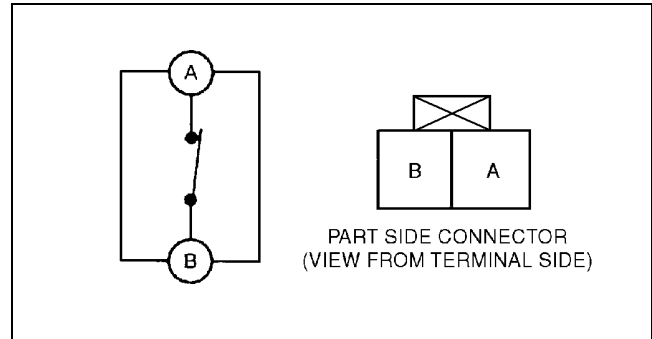 A
B
B A
PART SIDE CONNECTOR
(VIEW FROM TERMINAL SIDE)